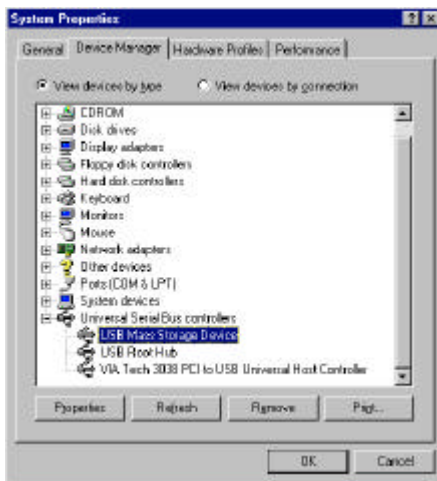 System Properties
General Device Manager Hardware Profiles Performance
View devices by type View devices by connection
CDROM
Disk drives
Display adapters
Floppy disk controllers
Hard disk controllers
Keyboard
Monitors
Mouse
Network adapters
Other devices
Ports (COM & LPT)
System devices
Universal Serial Bus controllers
USB Mass Storage Device
USB Root Hub
VIA Tech 3038 PCI to USB Universal Host Controller
Properties Refresh Remove Print...
OK Cancel